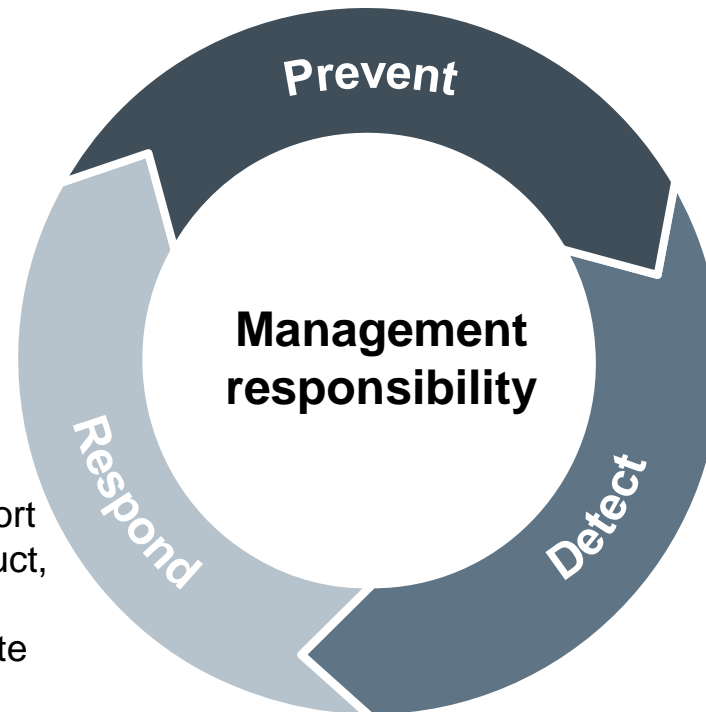 Prevent
Management
responsibility
Respond
Detect
ort
uct,
te